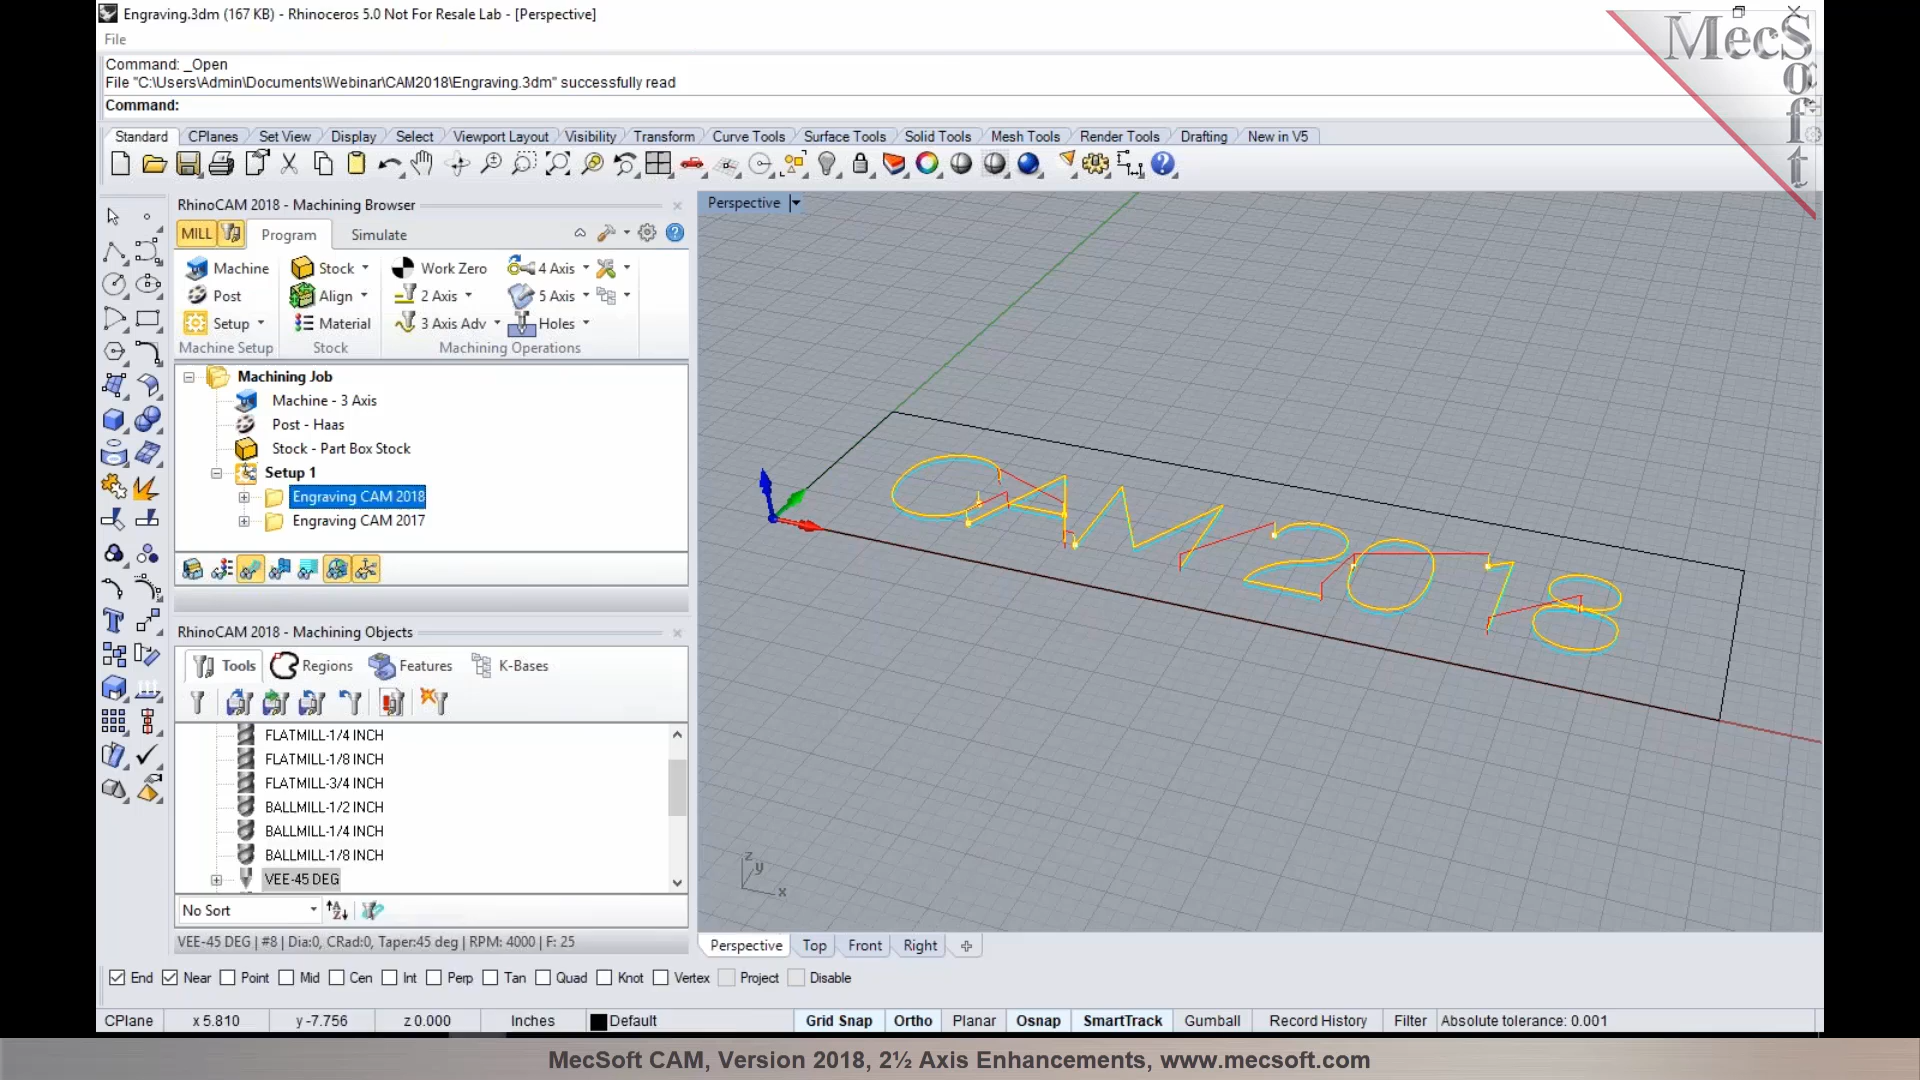 Engraving.3dm (167 KB) - Rhinoceros 5.0 Not For Resale Lab - [Perspective]
MecSoft
File
Command: _Open
File "C:\Users\Admin\Documents\Webinar\CAM2018\Engraving.3dm" successfully read
Command:
Standard CPlanes Set View Display Select Viewport Layout Visibility Transform Curve Tools Surface Tools Solid Tools Mesh Tools Render Tools Drafting New in V5
RhinoCAM 2018 - Machining Browser
Perspective
MILL Program Simulate
Machine Stock Work Zero 4 Axis
Post Align 2 Axis 5 Axis
Setup Material 3 Axis Adv Holes
Machine Setup Stock Machining Operations
Machining Job
Machine - 3 Axis
Post - Haas
Stock - Part Box Stock
Setup 1
Engraving CAM 2018
Engraving CAM 2017
CAM 2018
RhinoCAM 2018 - Machining Objects
Tools Regions Features K-Bases
FLATMILL-1/4 INCH
FLATMILL-1/8 INCH
FLATMILL-3/4 INCH
BALLMILL-1/2 INCH
BALLMILL-1/4 INCH
BALLMILL-1/8 INCH
VEE-45 DEG
z
y
x
No Sort
VEE-45 DEG | #8 | Dia:0, CRad:0, Taper:45 deg | RPM: 4000 | F: 25
Perspective Top Front Right
End Near Point Mid Cen Int Perp Tan Quad Knot Vertex Project Disable
CPlane x 5.810 y -7.756 z 0.000 Inches Default Grid Snap Ortho Planar Osnap SmartTrack Gumball Record History Filter Absolute tolerance: 0.001
MecSoft CAM, Version 2018, 2½ Axis Enhancements, www.mecsoft.com